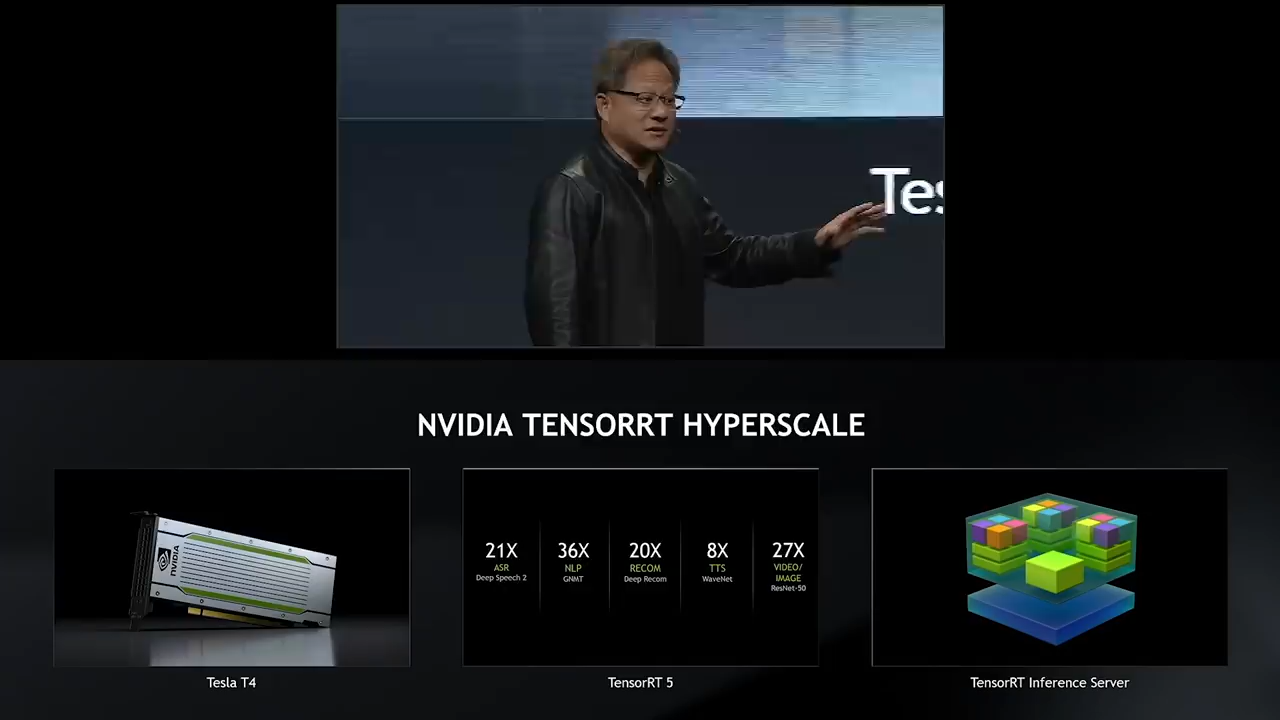 Tes
NVIDIA TENSORRT HYPERSCALE
NVIDIA
21X
ASR
Deep Speech 2
36X
NLP
GNMT
20X
RECOM
Deep Recom
8X
TTS
WaveNet
27X
VIDEO/
IMAGE
ResNet-50
Tesla T4
TensorRT 5
TensorRT Inference Server